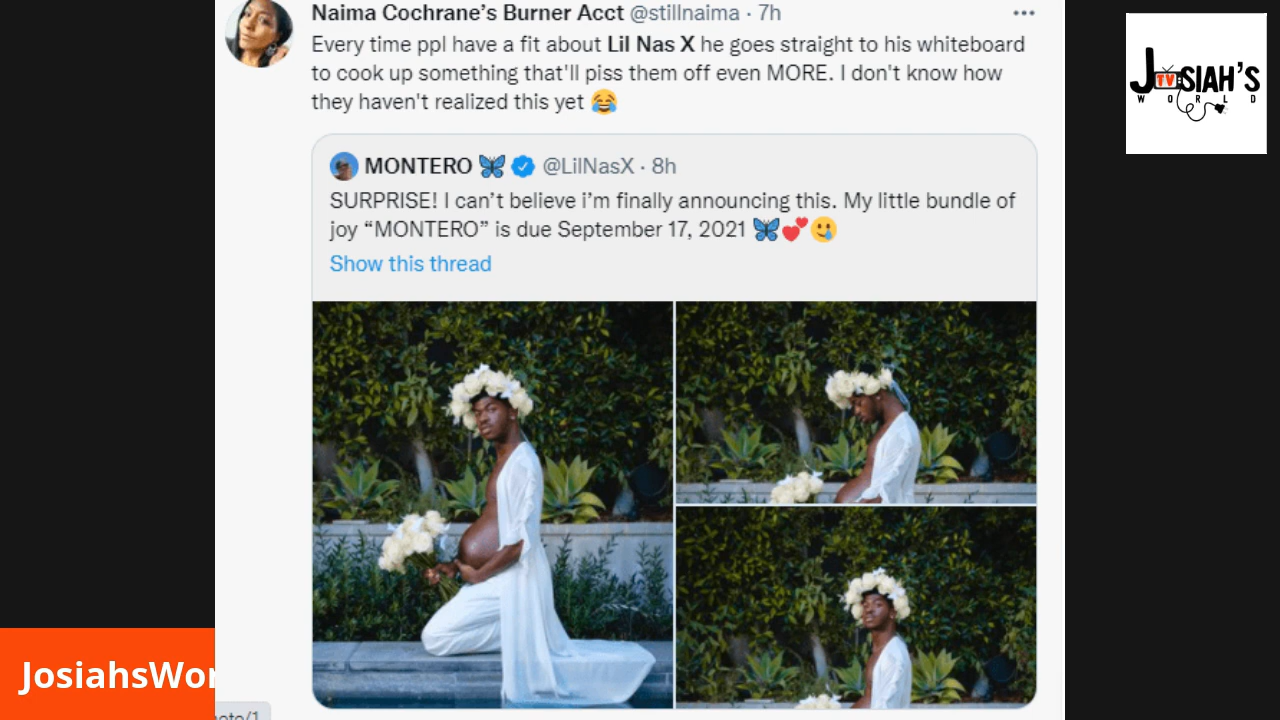 Naima Cochrane’s Burner Acct @stillnaima · 7h
Every time ppl have a fit about Lil Nas X he goes straight to his whiteboard
to cook up something that'll piss them off even MORE. I don't know how
they haven't realized this yet 😂
MONTERO 🦋 @LilNasX · 8h
SURPRISE! I can’t believe i’m finally announcing this. My little bundle of
joy “MONTERO” is due September 17, 2021 🦋💕🥲
Show this thread
JOSIAH'S
TV
WORLD
JosiahsWor
oto/1